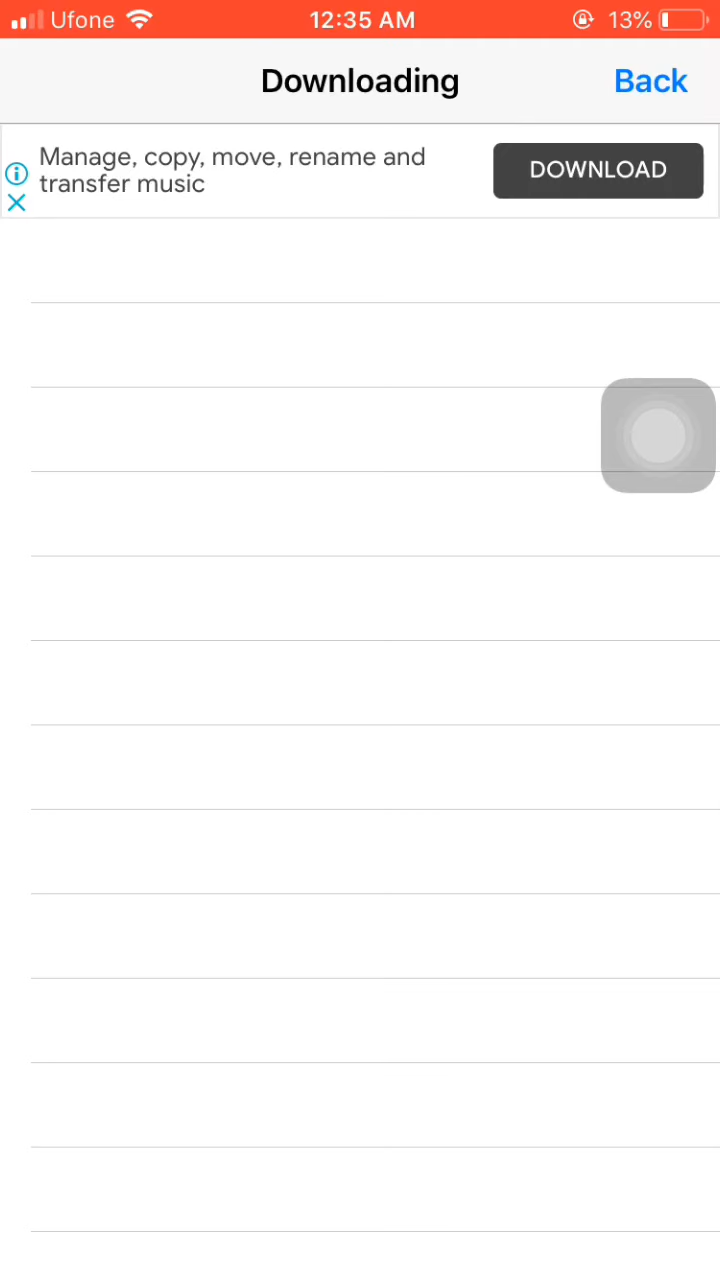 Ufone 12:35 AM 13%
Downloading Back
Manage, copy, move, rename and
transfer music
DOWNLOAD